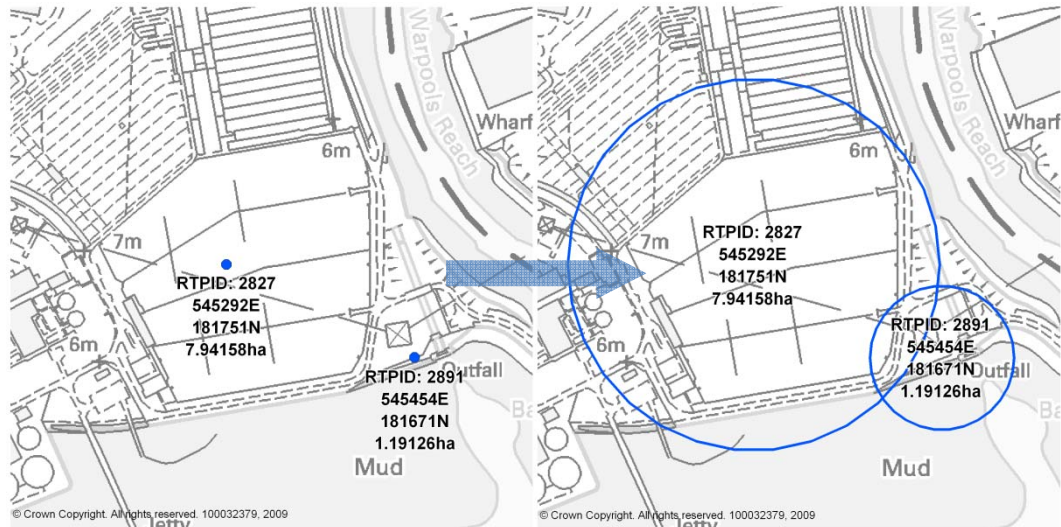 Warpools Reach
Wharf
6m
7m
RTPID: 2827
545292E
181751N
7.94158ha
6m
RTPID: 2891
545454E
181671N
1.19126ha
Outfall
Mud
Jetty
© Crown Copyright. All rights reserved. 100032379, 2009
Warpools Reach
Wharf
6m
7m
RTPID: 2827
545292E
181751N
7.94158ha
6m
RTPID: 2891
545454E
181671N
1.19126ha
Outfall
Mud
Jetty
© Crown Copyright. All rights reserved. 100032379, 2009